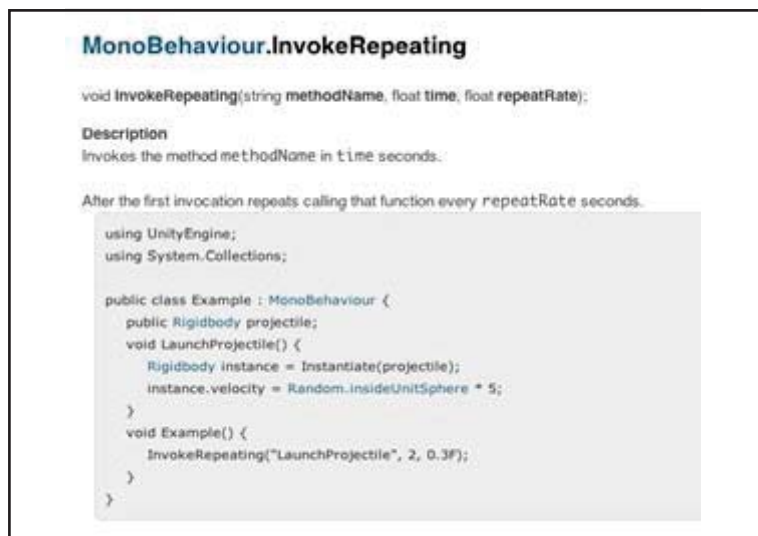 MonoBehaviour.InvokeRepeating
void InvokeRepeating(string methodName, float time, float repeatRate);
Description
Invokes the method methodName in time seconds.
After the first invocation repeats calling that function every repeatRate seconds.
using UnityEngine;
using System.Collections;
public class Example : MonoBehaviour {
public Rigidbody projectile;
void LaunchProjectile() {
Rigidbody instance = Instantiate(projectile);
instance.velocity = Random.insideUnitSphere * 5;
}
void Example() {
InvokeRepeating("LaunchProjectile", 2, 0.3F);
}
}